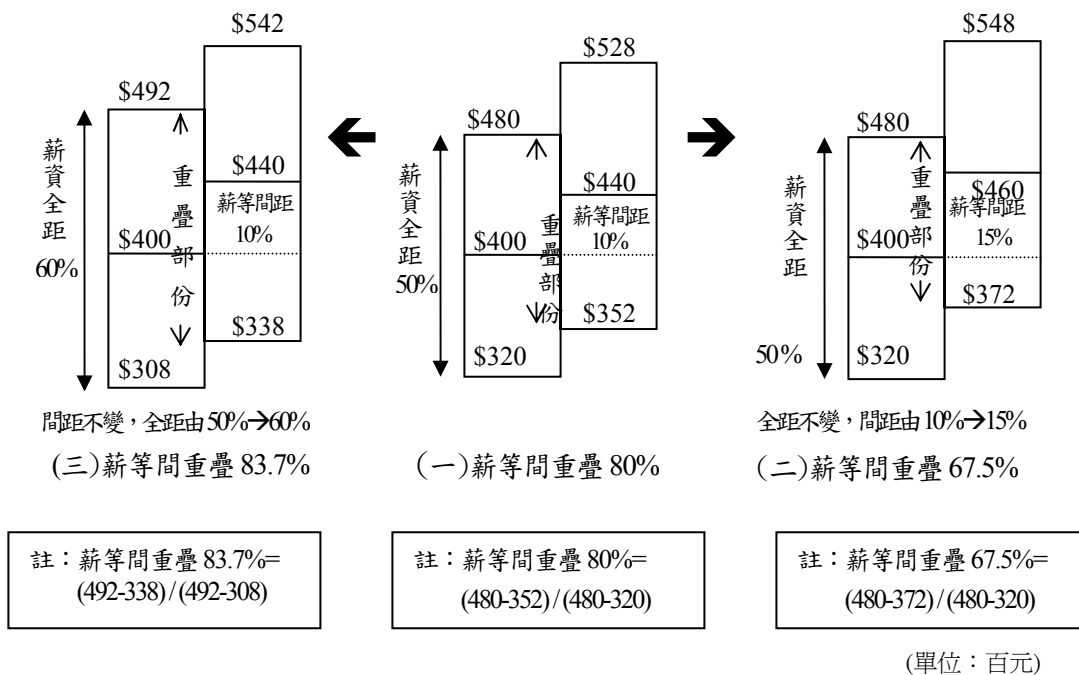 $542
$492
$440
薪等間距
10%
$400
$338
$308
薪資全距
60%
重疊部份
間距不變，全距由50%→60%
(三)薪等間重疊 83.7%
註：薪等間重疊 83.7%=
(492-338)/(492-308)
$528
$480
$440
薪等間距
10%
$400
$352
$320
薪資全距
50%
重疊部份
(一)薪等間重疊 80%
註：薪等間重疊 80%=
(480-352)/(480-320)
$548
$480
$460
薪等間距
15%
$400
$372
$320
薪資全距
50%
重疊部份
全距不變，間距由10%→15%
(二)薪等間重疊 67.5%
註：薪等間重疊 67.5%=
(480-372)/(480-320)
(單位：百元)